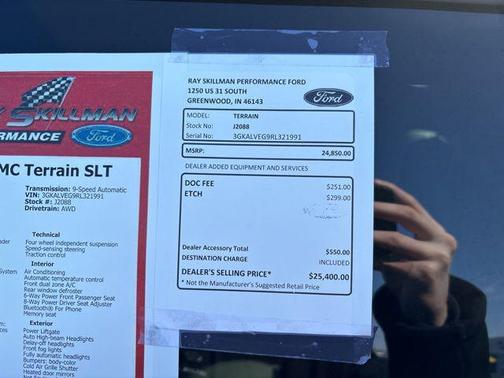 Y SKILLMAN
RFORMANCE Ford
MC Terrain SLT
Transmission: 9-Speed Automatic
VIN: 3GKALVEG9RL321991
Stock #: J2088
Drivetrain: AWD
Technical
Four wheel independent suspension
Speed-sensing steering
Traction control
Interior
System Air Conditioning
Automatic temperature control
Front dual zone A/C
Rear window defroster
6-Way Power Front Passenger Seat
8-Way Power Driver Seat Adjuster
Bluetooth® For Phone
Memory seat
Exterior
Power Liftgate
Auto High-beam Headlights
Delay-off headlights
Front fog lights
Fully automatic headlights
Bumpers: body-color
Cold Air Grille Shutter
Heated door mirrors
RAY SKILLMAN PERFORMANCE FORD
1250 US 31 SOUTH
GREENWOOD, IN 46143
Ford
MODEL: TERRAIN
Stock No: J2088
Serial No: 3GKALVEG9RL321991
MSRP: 24,850.00
DEALER ADDED EQUIPMENT AND SERVICES
DOC FEE $251.00
ETCH $299.00
Dealer Accessory Total $550.00
DESTINATION CHARGE INCLUDED
DEALER'S SELLING PRICE* $25,400.00
* Not the Manufacturer's Suggested Retail Price